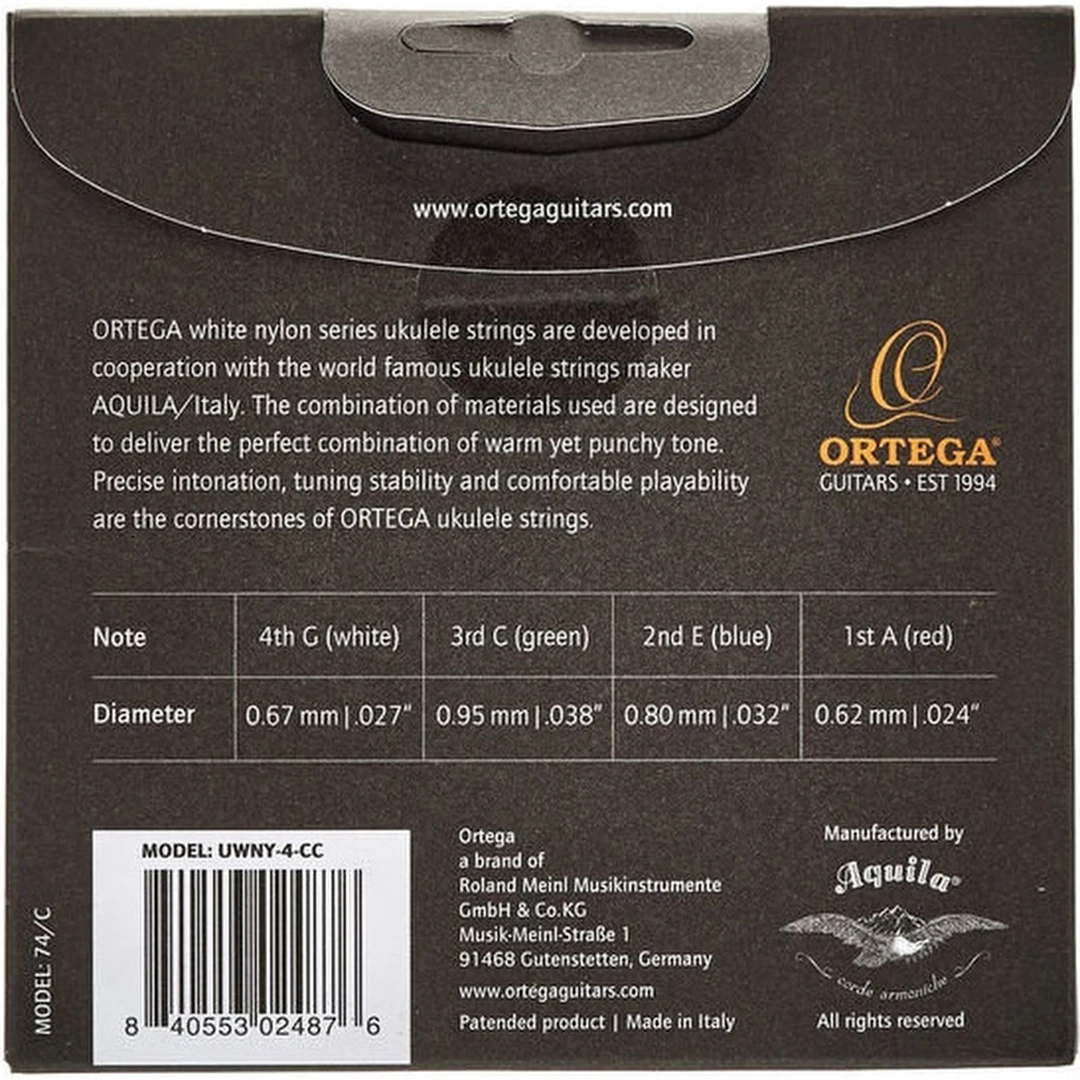 www.ortegaguitars.com
ORTEGA white nylon series ukulele strings are developed in
cooperation with the world famous ukulele strings maker
AQUILA/Italy. The combination of materials used are designed
to deliver the perfect combination of warm yet punchy tone.
Precise intonation, tuning stability and comfortable playability
are the cornerstones of ORTEGA ukulele strings.
ORTEGA®
GUITARS • EST 1994
Note 4th G (white) 3rd C (green) 2nd E (blue) 1st A (red)
Diameter 0.67 mm|.027" 0.95 mm|.038" 0.80 mm|.032" 0.62 mm|.024"
MODEL: 74/C
MODEL: UWNY-4-CC
8 40553 02487 6
Ortega
a brand of
Roland Meinl Musikinstrumente
GmbH & Co.KG
Musik-Meinl-Straße 1
91468 Gutenstetten, Germany
www.ortegaguitars.com
Patented product | Made in Italy
Manufactured by
Aquila®
corde armoniche
All rights reserved